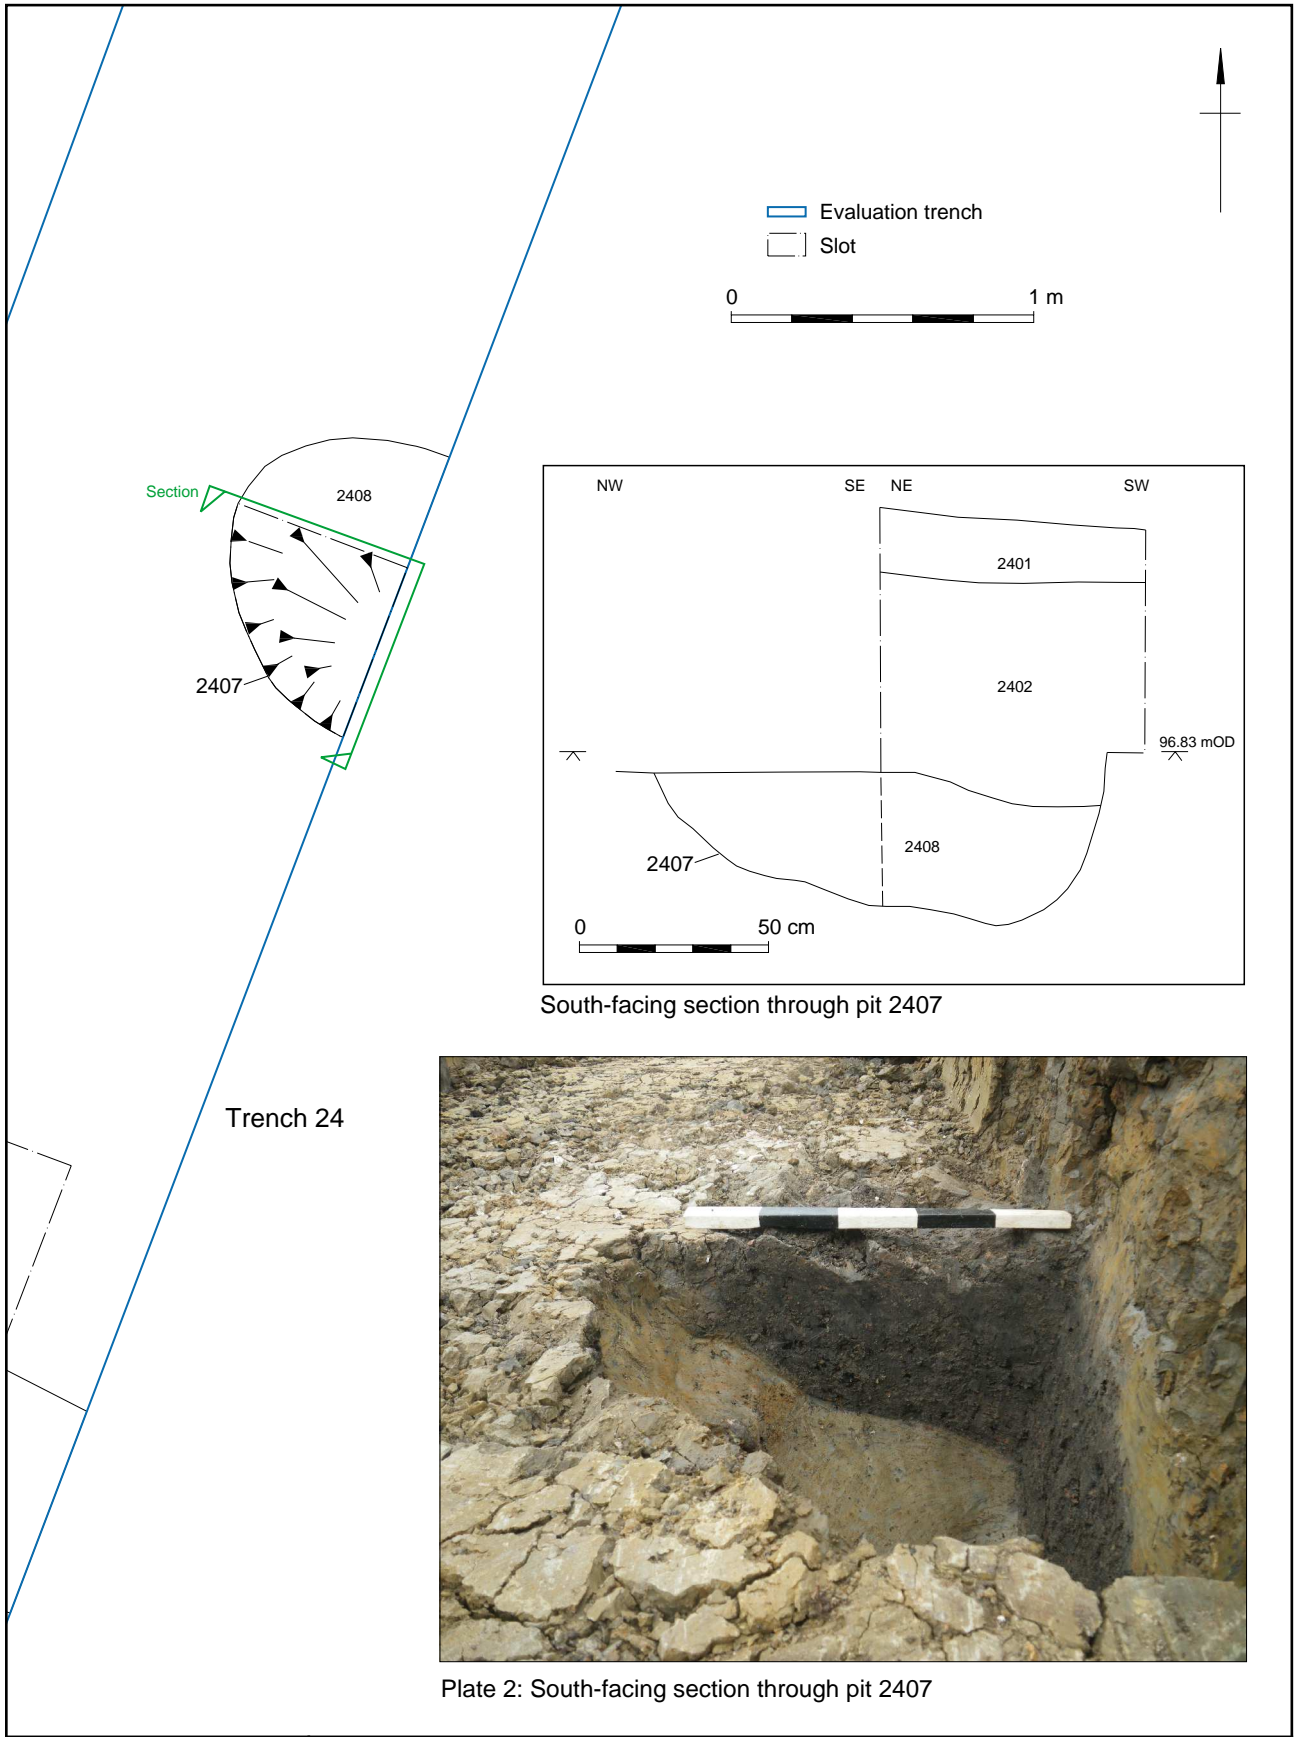 Evaluation trench
Slot
0 1 m
Section
2408
2407
NW SE NE SW
2401
2402
96.83 mOD
2408
2407
0 50 cm
South-facing section through pit 2407
Trench 24
Plate 2: South-facing section through pit 2407